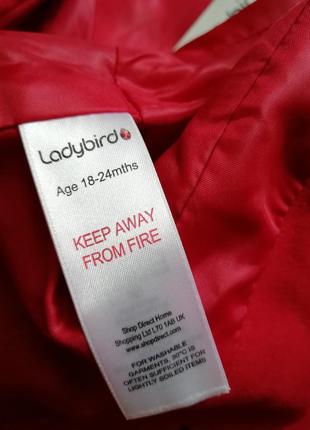 Ladybird
Age 18-24mths
KEEP AWAY
FROM FIRE
Shop Direct Home
Shopping Ltd L70 1AB UK
www.shopdirect.com
FOR WASHABLE
GARMENTS, 30°C IS
OFTEN SUFFICIENT FOR
LIGHTLY SOILED ITEMS